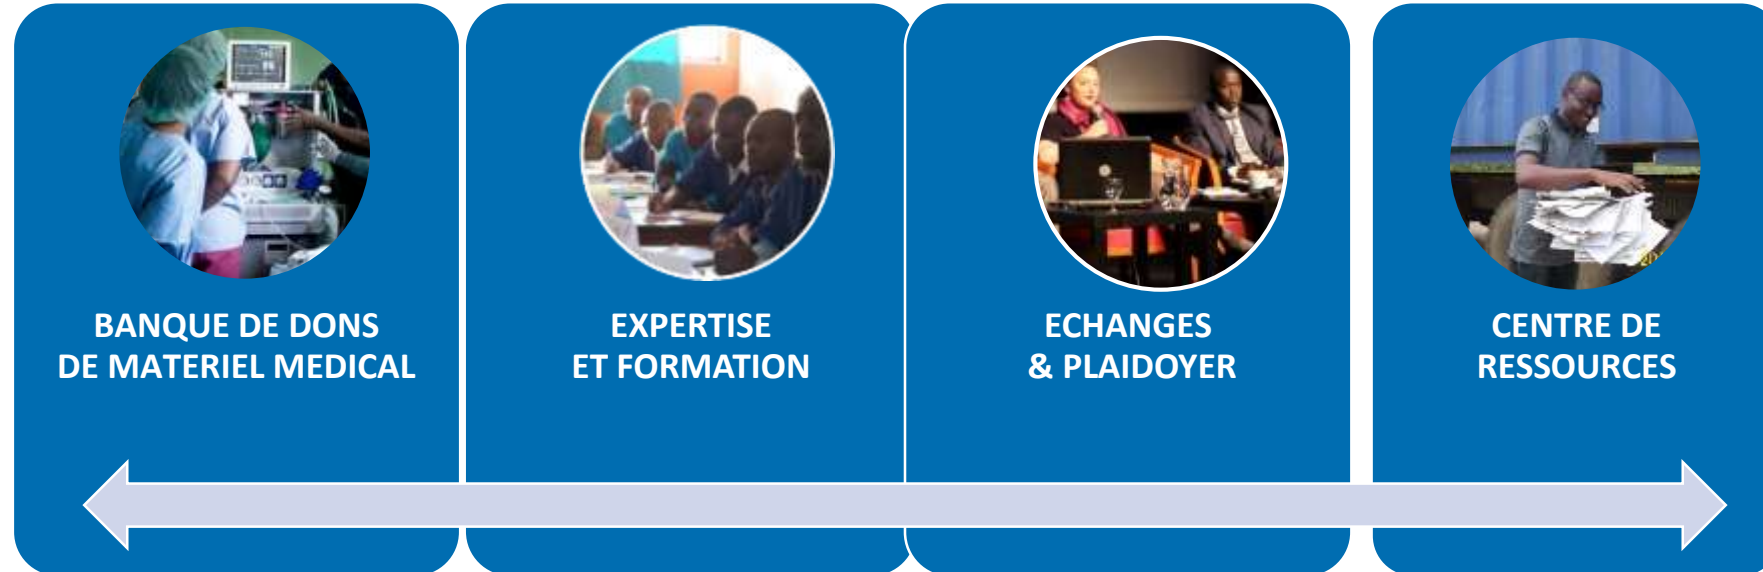 BANQUE DE DONS
DE MATERIEL MEDICAL
EXPERTISE
ET FORMATION
ECHANGES
& PLAIDOYER
CENTRE DE
RESSOURCES